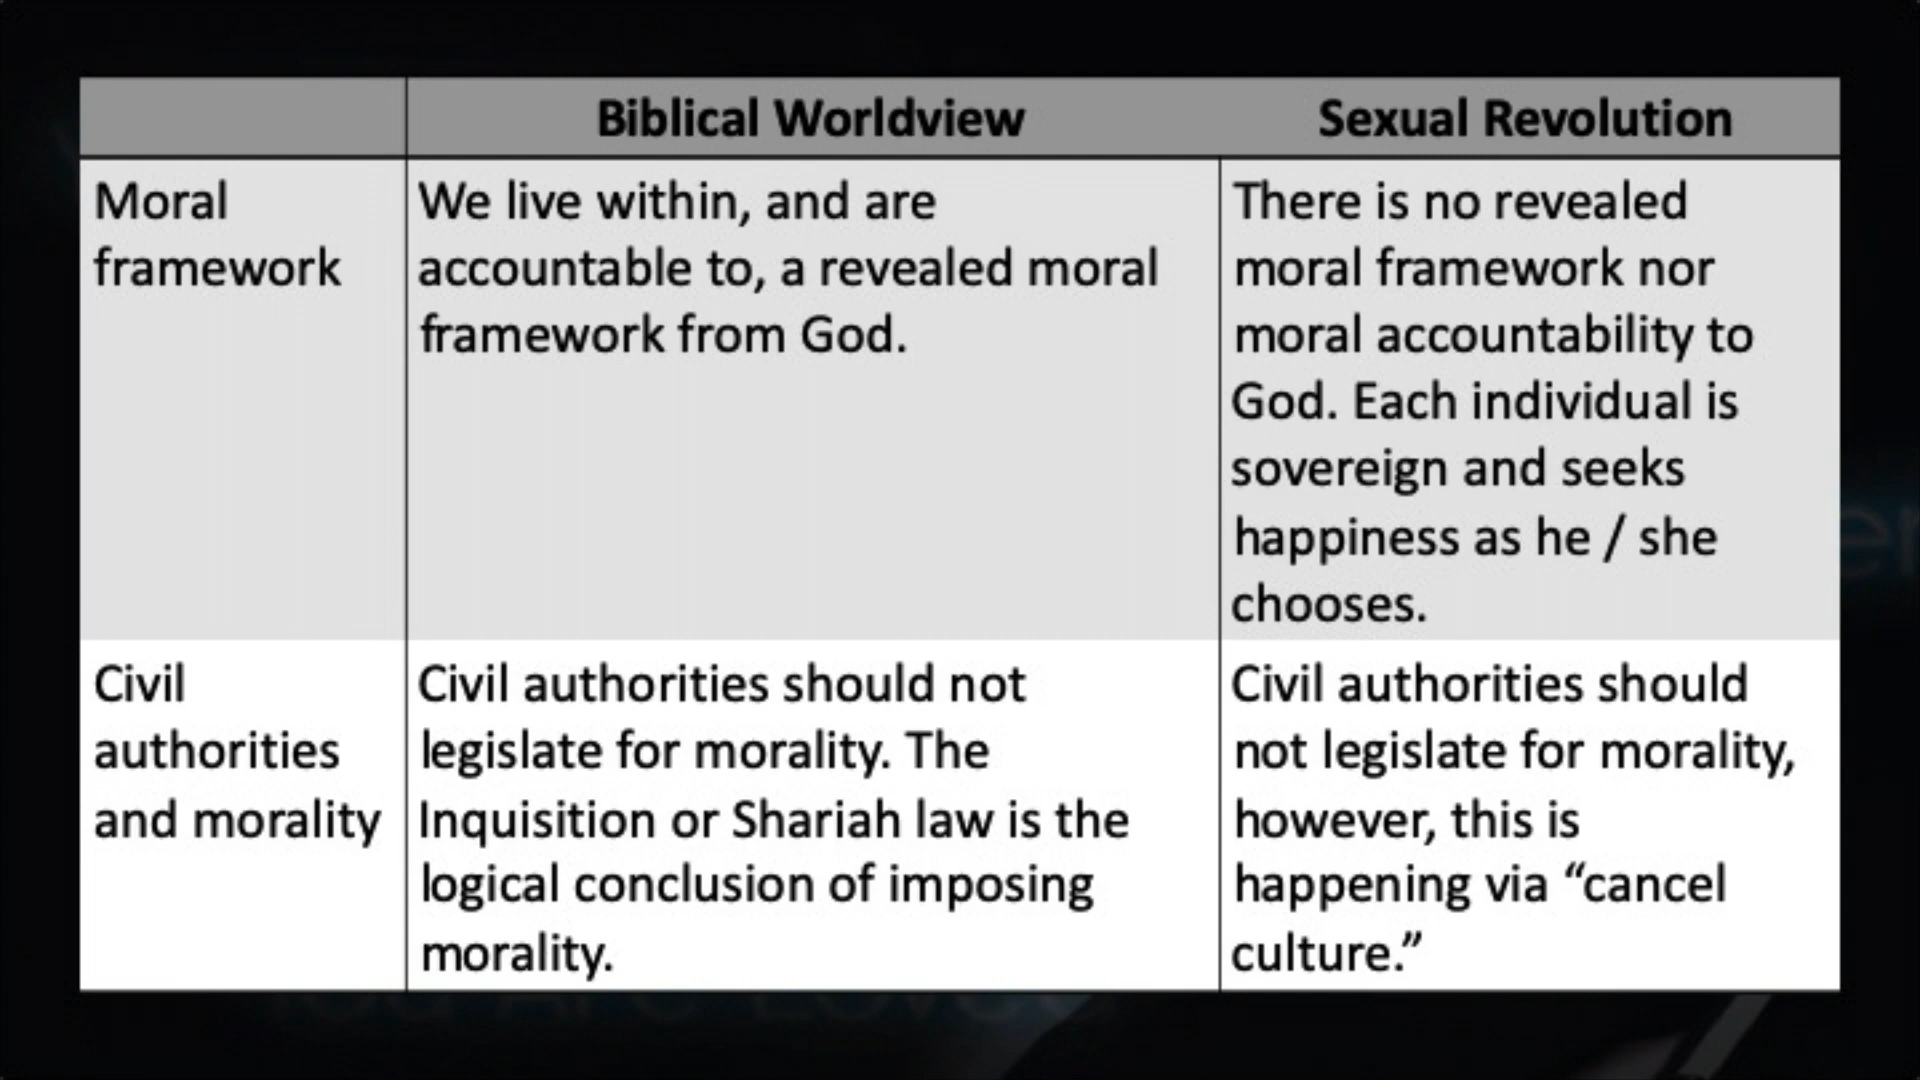 Biblical Worldview
Sexual Revolution
Moral
framework
We live within, and are
accountable to, a revealed moral
framework from God.
There is no revealed
moral framework nor
moral accountability to
God. Each individual is
sovereign and seeks
happiness as he / she
chooses.
Civil
authorities
and morality
Civil authorities should not
legislate for morality. The
Inquisition or Shariah law is the
logical conclusion of imposing
morality.
Civil authorities should
not legislate for morality,
however, this is
happening via “cancel
culture.”